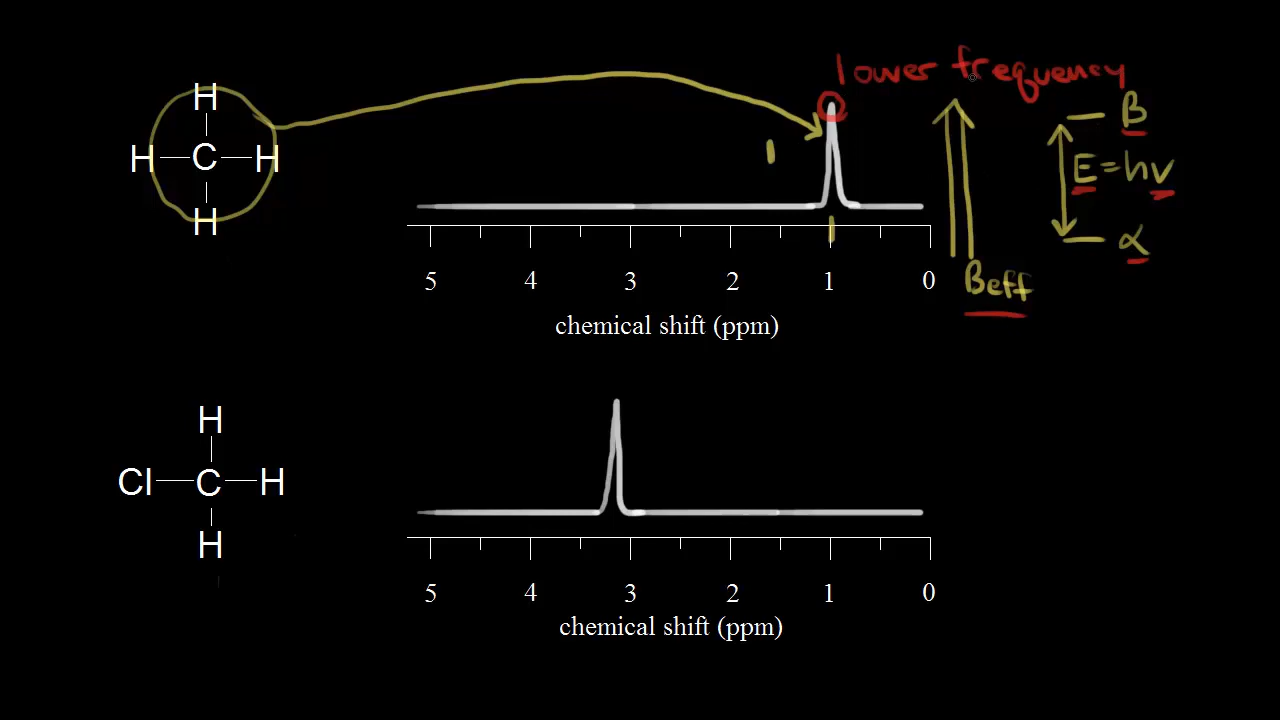 lower frequency
H
H C H
H
B
E=hν
α
Beff
5 4 3 2 1 0
chemical shift (ppm)
H
Cl C H
H
5 4 3 2 1 0
chemical shift (ppm)